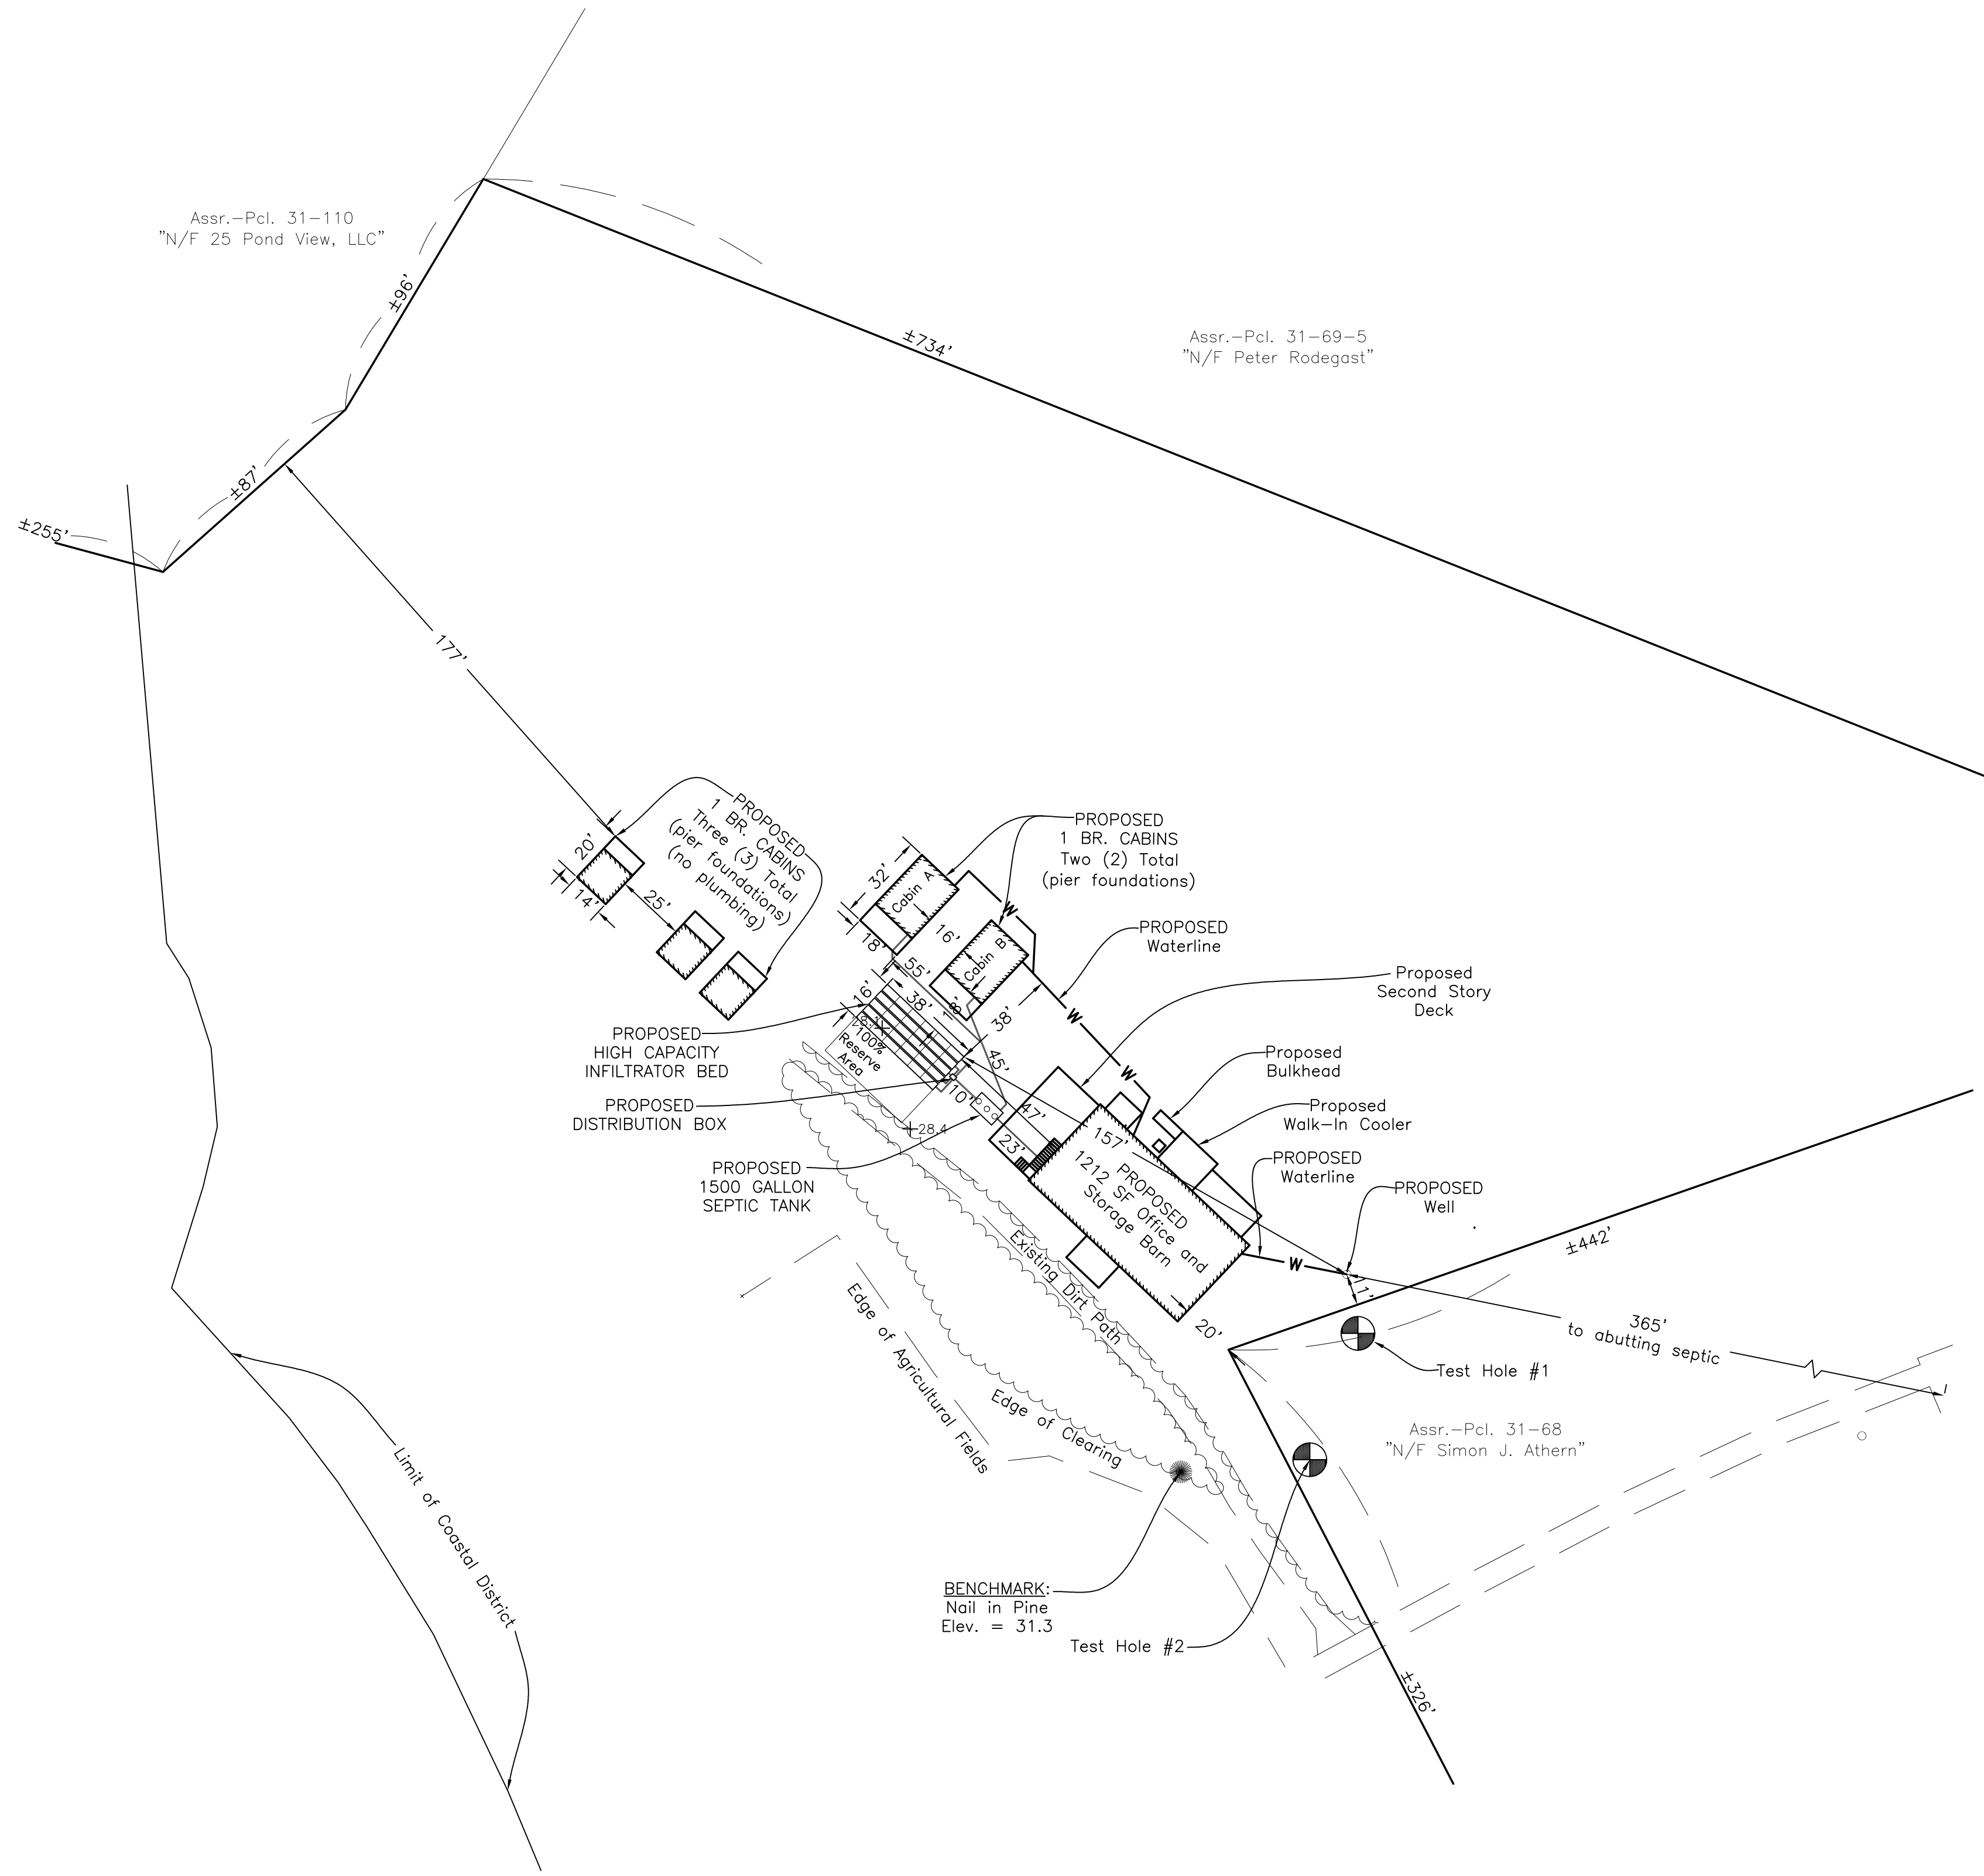 Assr.-Pcl. 31-110
"N/F 25 Pond View, LLC"
±96'
±734'
Assr.-Pcl. 31-69-5
"N/F Peter Rodegast"
±87'
±255'
177'
PROPOSED
1 BR. CABINS
Three (3) Total
(pier foundations)
(no plumbing)
20'
14'
25'
PROPOSED
1 BR. CABINS
Two (2) Total
(pier foundations)
32'
Cabin A
18'
16'
Cabin B
18'
55'
W
PROPOSED
Waterline
W
W
Proposed
Second Story
Deck
16'
38'
38'
28.1
100%
Reserve
Area
PROPOSED
HIGH CAPACITY
INFILTRATOR BED
45'
Proposed
Bulkhead
PROPOSED
DISTRIBUTION BOX
10'
47'
28.4
23'
157'
Proposed
Walk-In Cooler
PROPOSED
1500 GALLON
SEPTIC TANK
PROPOSED
1212 SF Office and
Storage Barn
PROPOSED
Waterline
PROPOSED
Well
W
11'
20'
±442'
365'
to abutting septic
Existing Dirt Path
Edge of Agricultural Fields
Edge of Clearing
Test Hole #1
Assr.-Pcl. 31-68
"N/F Simon J. Athern"
Limit of Coastal District
BENCHMARK:
Nail in Pine
Elev. = 31.3
Test Hole #2
±326'